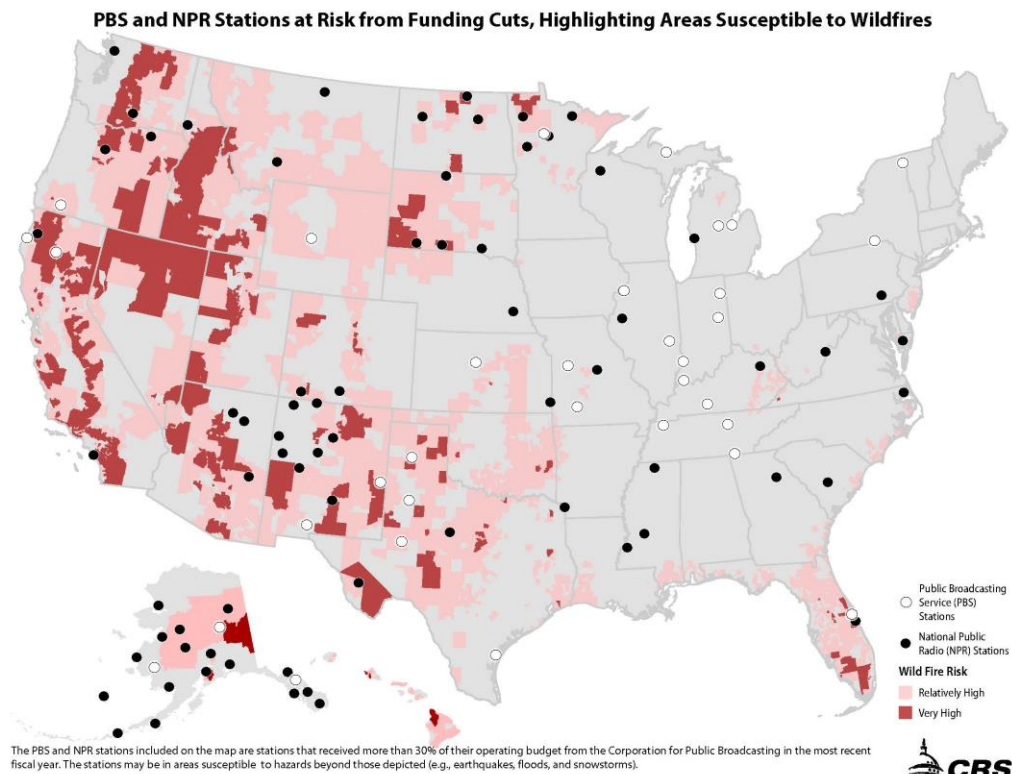 PBS and NPR Stations at Risk from Funding Cuts, Highlighting Areas Susceptible to Wildfires
Public Broadcasting
Service (PBS)
Stations
National Public
Radio (NPR) Stations
Wild Fire Risk
Relatively High
Very High
The PBS and NPR stations included on the map are stations that received more than 30% of their operating budget from the Corporation for Public Broadcasting in the most recent
fiscal year. The stations may be in areas susceptible to hazards beyond those depicted (e.g., earthquakes, floods, and snowstorms).
CRS